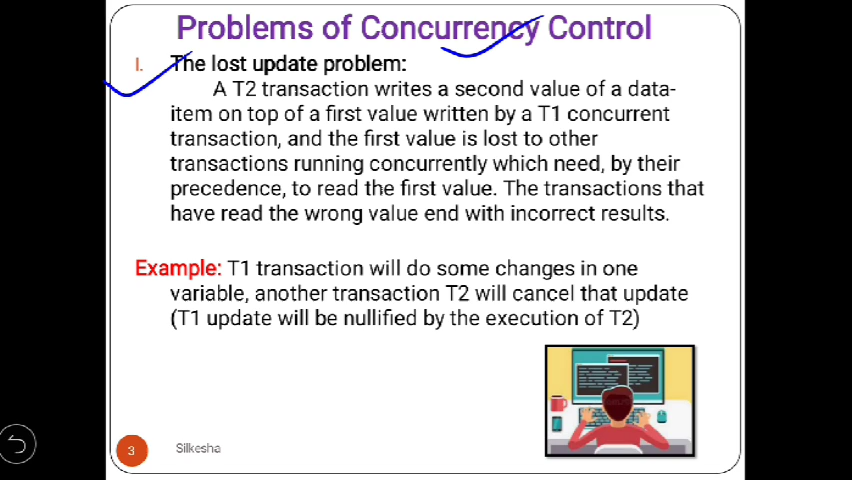 Problems of Concurrency Control
I. The lost update problem:
A T2 transaction writes a second value of a data-
item on top of a first value written by a T1 concurrent
transaction, and the first value is lost to other
transactions running concurrently which need, by their
precedence, to read the first value. The transactions that
have read the wrong value end with incorrect results.
Example: T1 transaction will do some changes in one
variable, another transaction T2 will cancel that update
(T1 update will be nullified by the execution of T2)
3 Silkesha